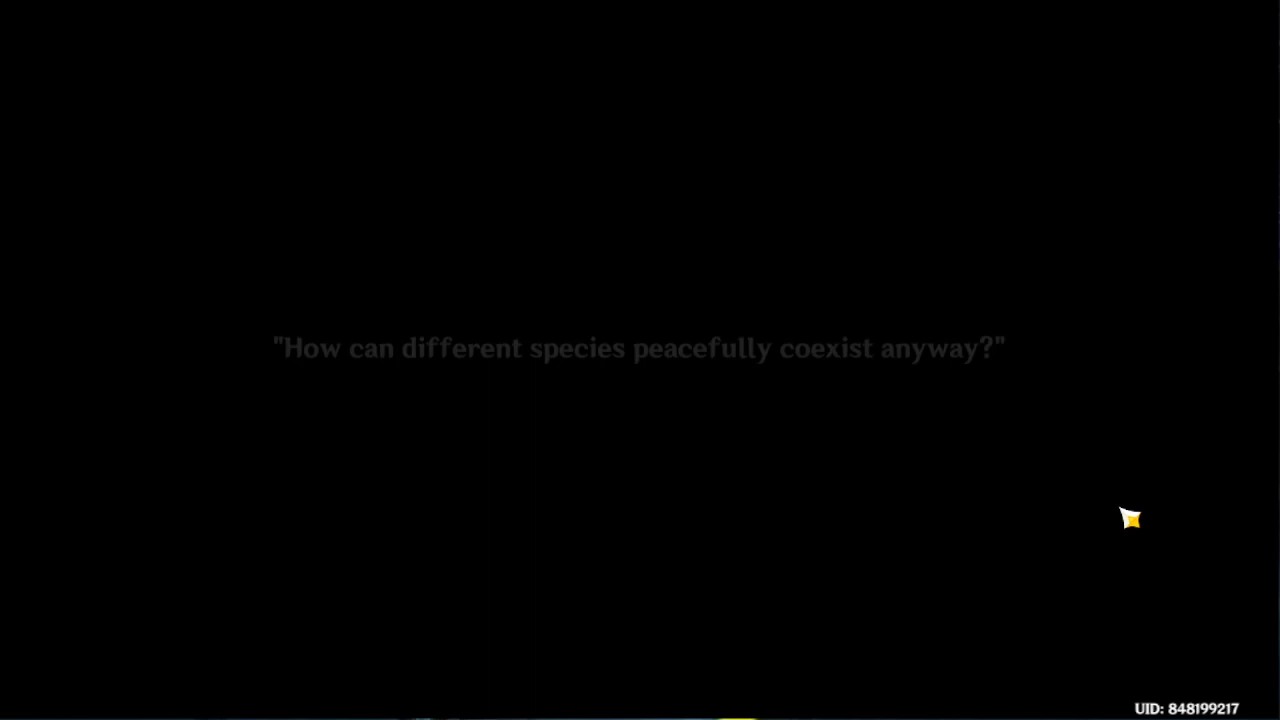 "How can different species peacefully coexist anyway?"
UID: 848199217